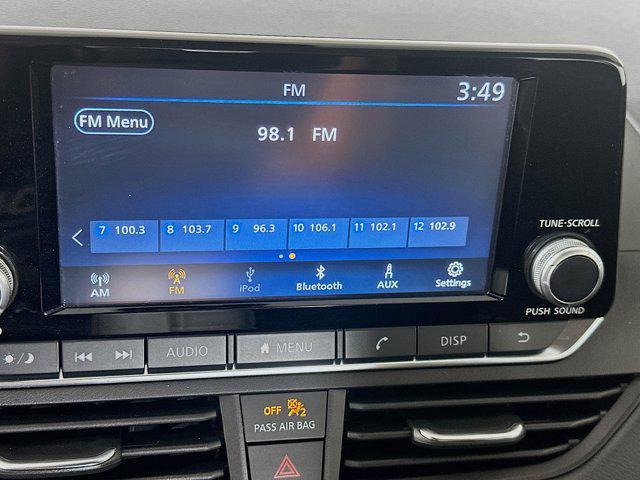 FM 3:49
FM Menu
98.1 FM
7 100.3 8 103.7 9 96.3 10 106.1 11 102.1 12 102.9
AM FM iPod Bluetooth AUX Settings
TUNE·SCROLL
PUSH SOUND
AUDIO MENU DISP
OFF 2
PASS AIR BAG